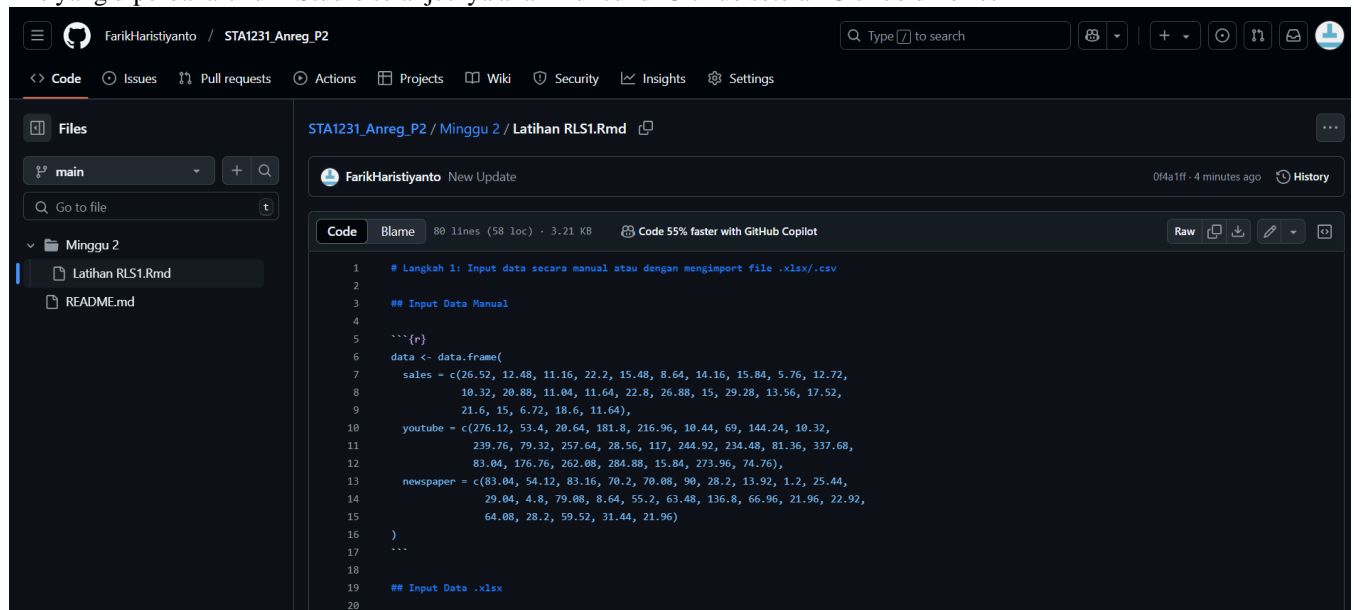 FarikHaristiyanto / STA1231_Anreg_P2
Type / to search
Code Issues Pull requests Actions Projects Wiki Security Insights Settings
Files
main
Go to file t
Minggu 2
Latihan RLS1.Rmd
README.md
STA1231_Anreg_P2 / Minggu 2 / Latihan RLS1.Rmd
FarikHaristiyanto New Update
0f4a1ff · 4 minutes ago History
Code Blame 80 lines (58 loc) · 3.21 KB Code 55% faster with GitHub Copilot
Raw
1 # Langkah 1: Input data secara manual atau dengan mengimport file .xlsx/.csv
2
3 ## Input Data Manual
4
5 ```{r}
6 data <- data.frame(
7 sales = c(26.52, 12.48, 11.16, 22.2, 15.48, 8.64, 14.16, 15.84, 5.76, 12.72,
8 10.32, 20.88, 11.04, 11.64, 22.8, 26.88, 15, 29.28, 13.56, 17.52,
9 21.6, 15, 6.72, 18.6, 11.64),
10 youtube = c(276.12, 53.4, 20.64, 181.8, 216.96, 10.44, 69, 144.24, 10.32,
11 239.76, 79.32, 257.64, 28.56, 117, 244.92, 234.48, 81.36, 337.68,
12 83.04, 176.76, 262.08, 284.88, 15.84, 273.96, 74.76),
13 newspaper = c(83.04, 54.12, 83.16, 70.2, 70.08, 90, 28.2, 13.92, 1.2, 25.44,
14 29.04, 4.8, 79.08, 8.64, 55.2, 63.48, 136.8, 66.96, 21.96, 22.92,
15 64.08, 28.2, 59.52, 31.44, 21.96)
16 )
17 ```
18
19 ## Input Data .xlsx
20